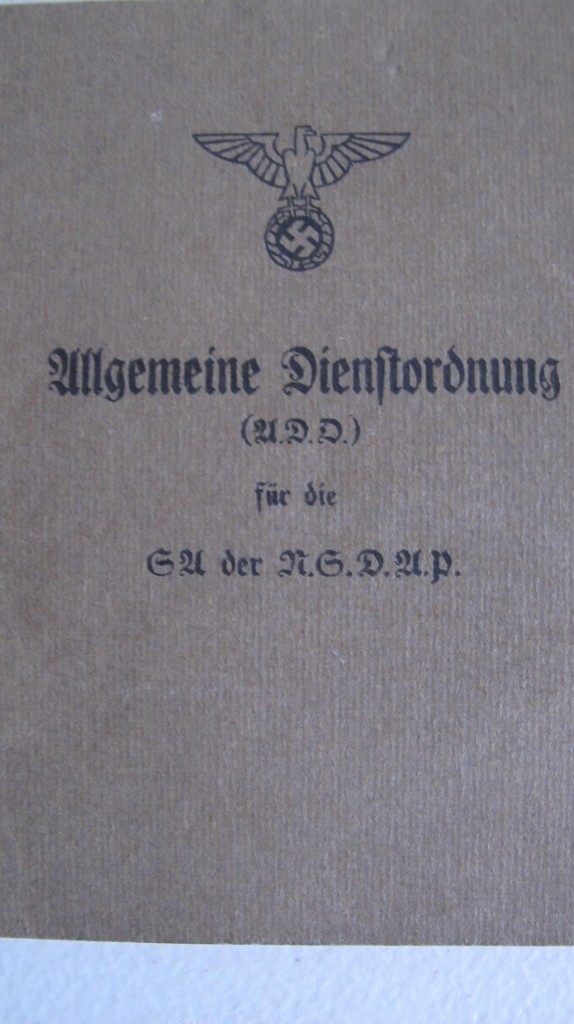 Allgemeine Dienstordnung
(A.D.O.)
für die
SA der N.S.D.A.P.